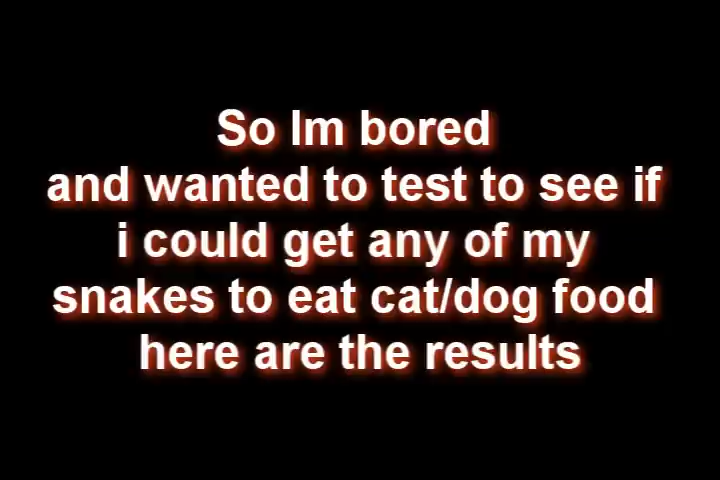 So Im bored
and wanted to test to see if
i could get any of my
snakes to eat cat/dog food
here are the results